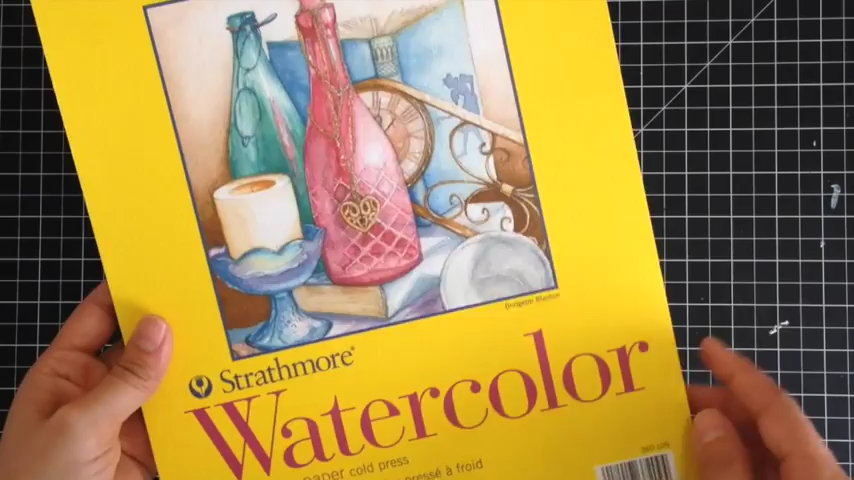 Strathmore®
Watercolor
paper cold press
pressé à froid